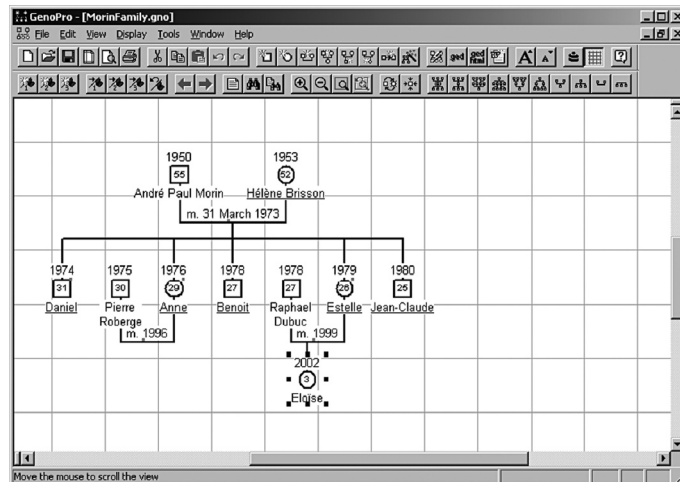 GenoPro - [MorinFamily.gno]
File Edit View Display Tools Window Help
1950 1953
55 52
André Paul Morin Hélène Brisson
m. 31 March 1973
1974 1975 1976 1978 1978 1979 1980
31 30 29 27 27 26 25
Daniel Pierre Anne Benoit Raphael Estelle Jean-Claude
Roberge Dubuc
m. 1996 m. 1999
2002
3
Eloïse
Move the mouse to scroll the view